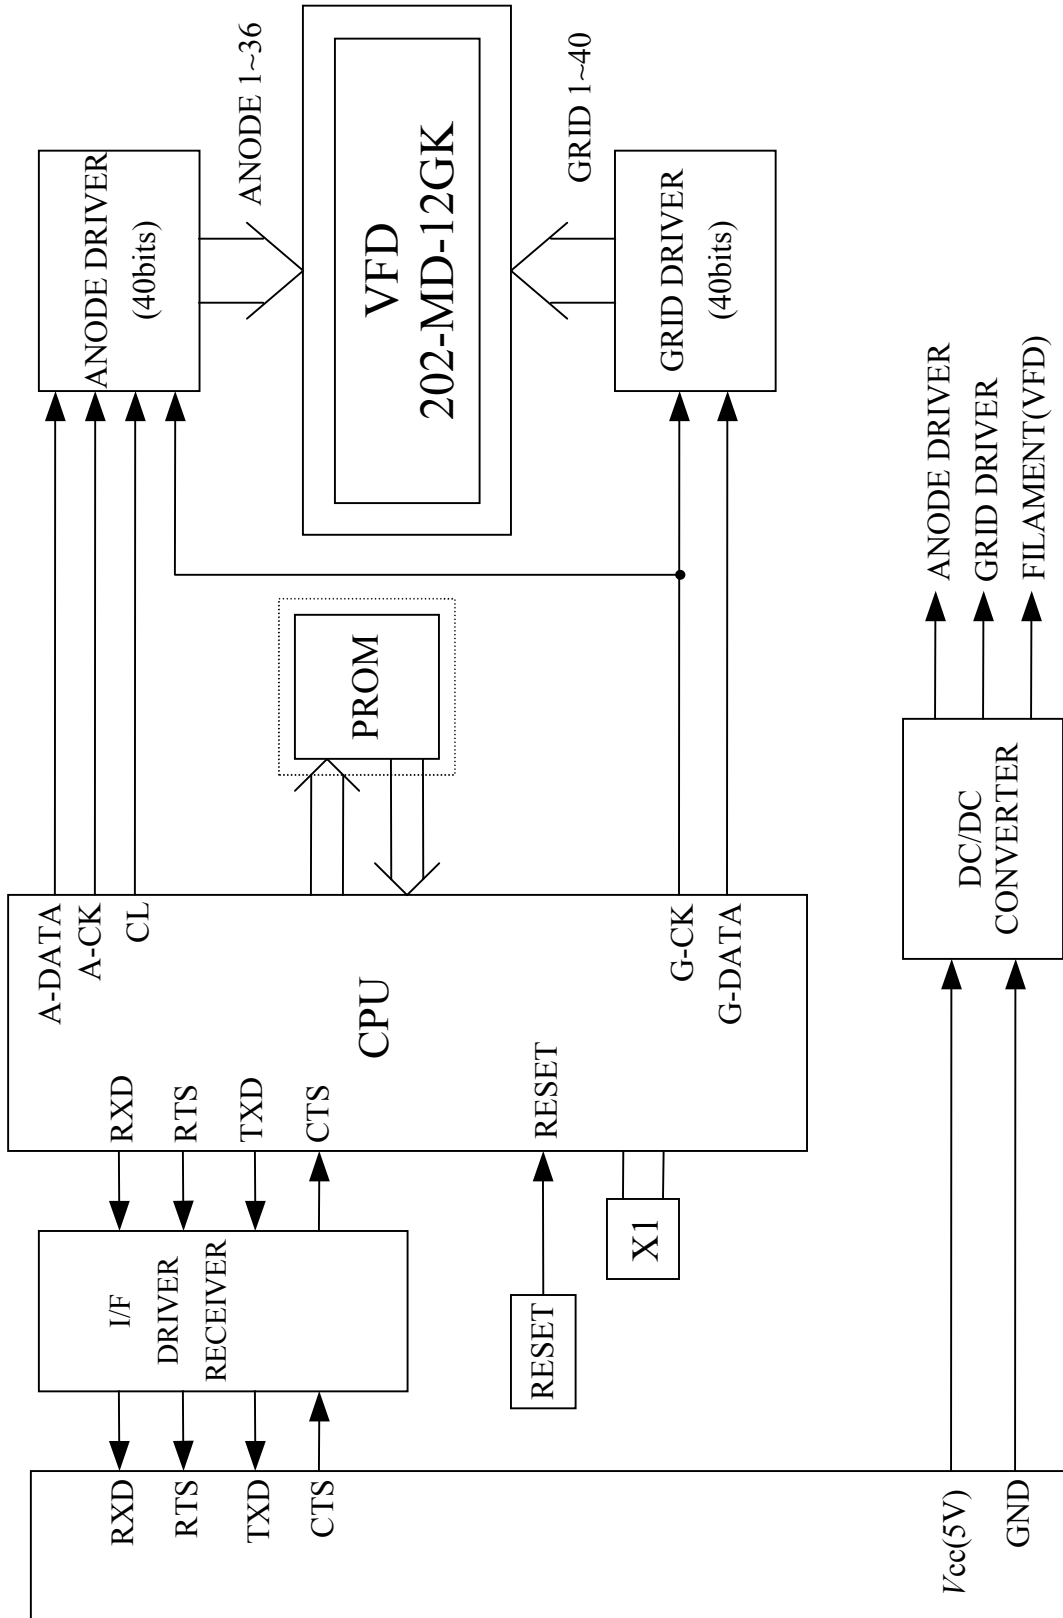 RXD
RTS
TXD
CTS
Vcc(5V)
GND
I/F
DRIVER
RECEIVER
RESET
X1
RXD
RTS
TXD
CTS
RESET
CPU
A-DATA
A-CK
CL
G-CK
G-DATA
PROM
DC/DC
CONVERTER
ANODE DRIVER
GRID DRIVER
FILAMENT(VFD)
ANODE DRIVER
(40bits)
ANODE 1~36
VFD
202-MD-12GK
GRID 1~40
GRID DRIVER
(40bits)